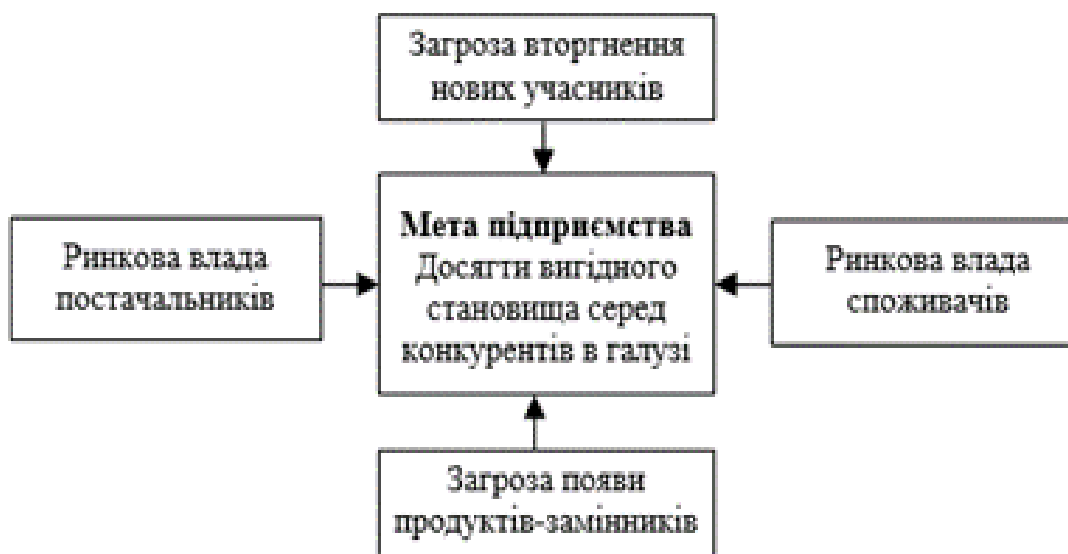 Загроза вторгнення
нових учасників
Мета підприємства
Досягти вигідного
становища серед
конкурентів в галузі
Ринкова влада
постачальників
Ринкова влада
споживачів
Загроза появи
продуктів-замінників